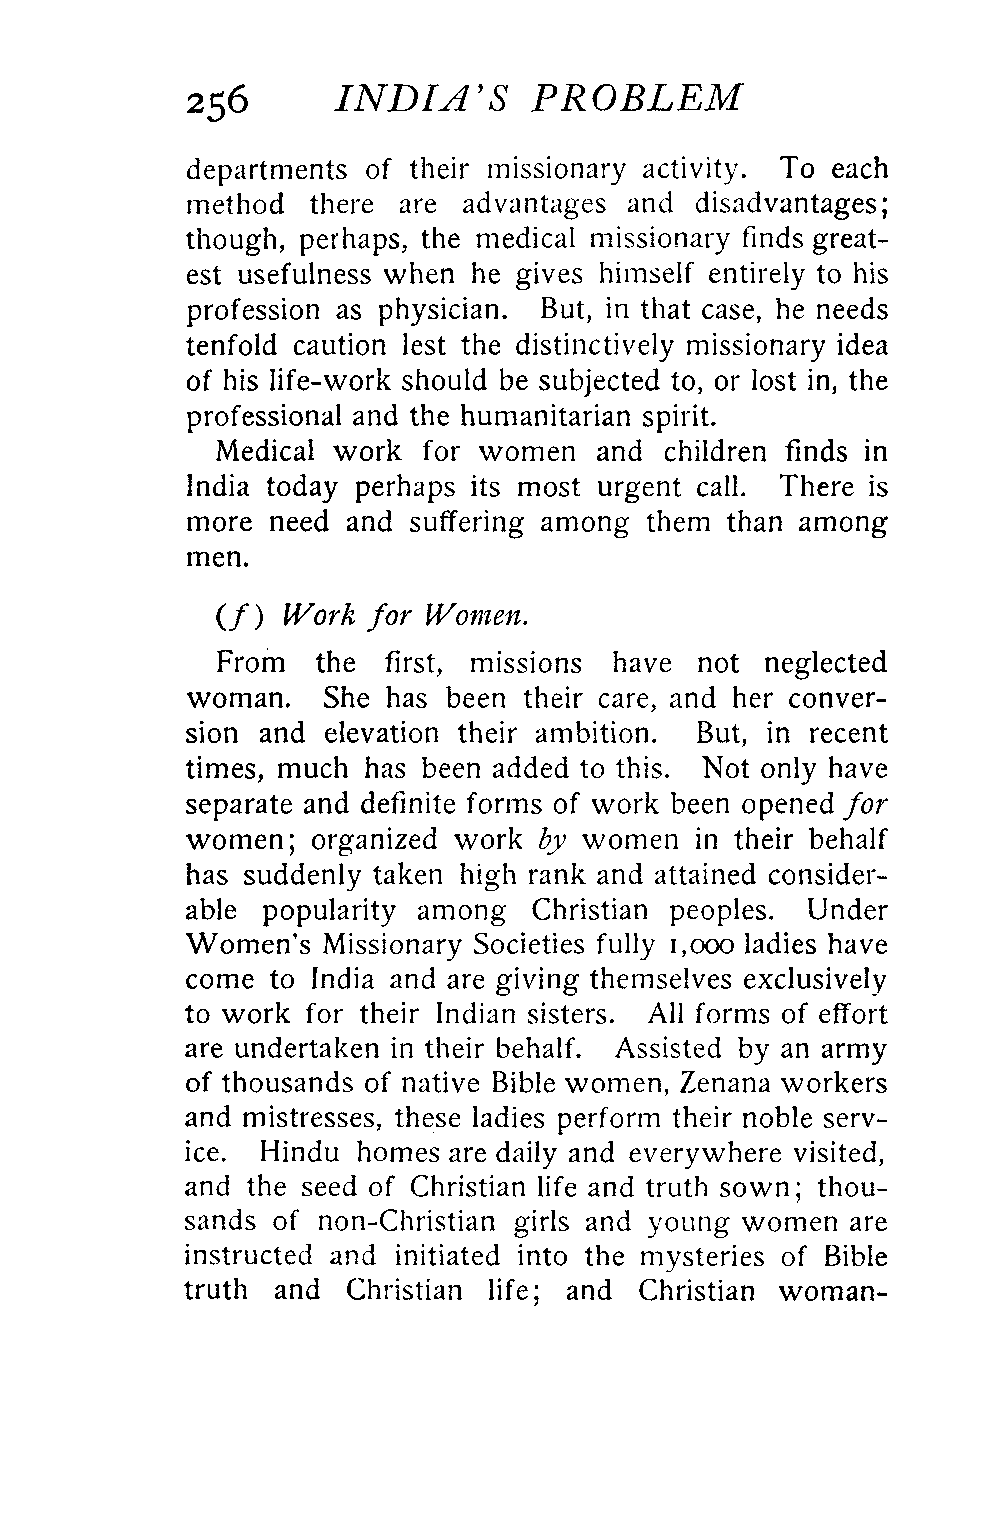 256 INDIA'S PROBLEM
departments of their missionary activity. To each
method there are advantages and disadvantages;
though, perhaps, the medical missionary finds great-
est usefulness when he gives himself entirely to his
profession as physician. But, in that case, he needs
tenfold caution lest the distinctively missionary idea
of his life-work should be subjected to, or lost in, the
professional and the humanitarian spirit.
Medical work for women and children finds in
India today perhaps its most urgent call. There is
more need and suffering among them than among
men.
(f) Work for Women.
From the first, missions have not neglected
woman. She has been their care, and her conver-
sion and elevation their ambition. But, in recent
times, much has been added to this. Not only have
separate and definite forms of work been opened for
women; organized work by women in their behalf
has suddenly taken high rank and attained consider-
able popularity among Christian peoples. Under
Women's Missionary Societies fully 1,000 ladies have
come to India and are giving themselves exclusively
to work for their Indian sisters. All forms of effort
are undertaken in their behalf. Assisted by an army
of thousands of native Bible women, Zenana workers
and mistresses, these ladies perform their noble serv-
ice. Hindu homes are daily and everywhere visited,
and the seed of Christian life and truth sown; thou-
sands of non-Christian girls and young women are
instructed and initiated into the mysteries of Bible
truth and Christian life; and Christian woman-